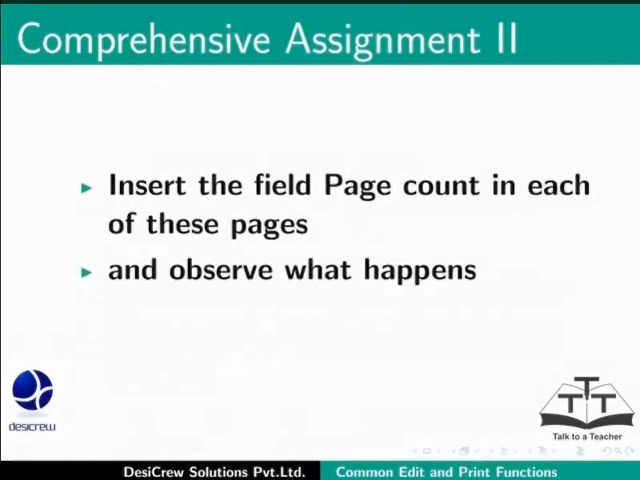 Comprehensive Assignment II
Insert the field Page count in each
of these pages
and observe what happens
desicrew
TTT
Talk to a Teacher
DesiCrew Solutions Pvt.Ltd. Common Edit and Print Functions